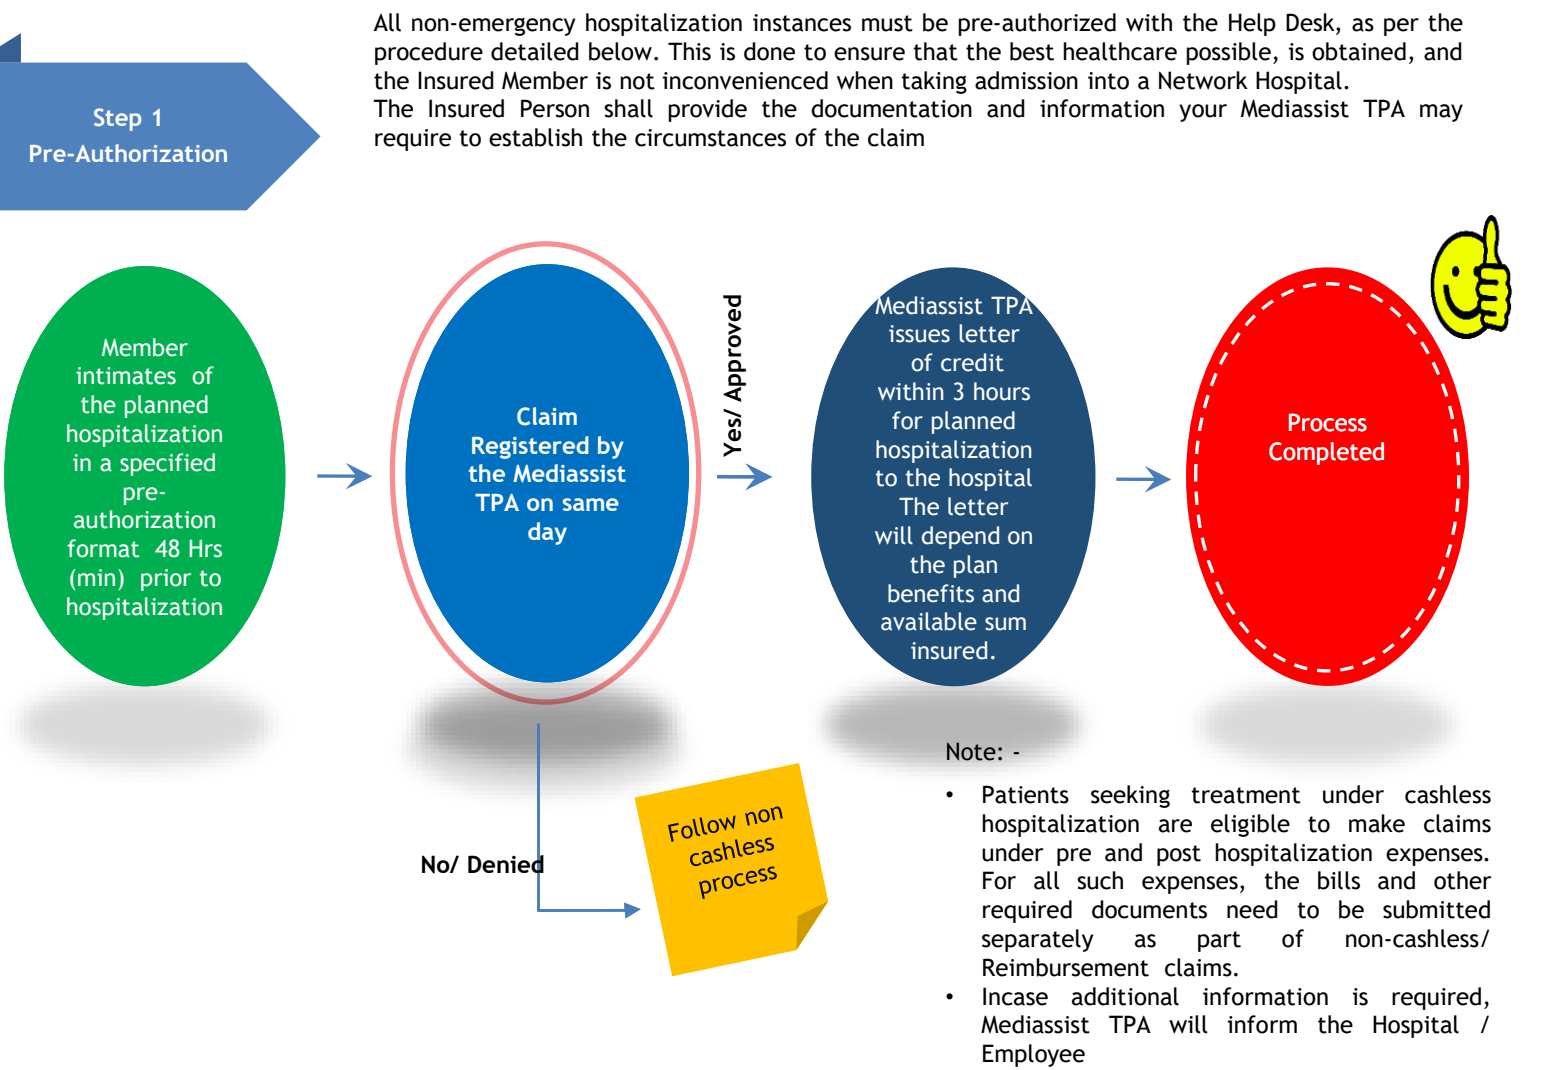 All non-emergency hospitalization instances must be pre-authorized with the Help Desk, as per the
procedure detailed below. This is done to ensure that the best healthcare possible, is obtained, and
the Insured Member is not inconvenienced when taking admission into a Network Hospital.
The Insured Person shall provide the documentation and information your Mediassist TPA may
require to establish the circumstances of the claim
Step 1
Pre-Authorization
Member
intimates of
the planned
hospitalization
in a specified
pre-
authorization
format 48 Hrs
(min) prior to
hospitalization
Claim
Registered by
the Mediassist
TPA on same
day
Yes/ Approved
Mediassist TPA
issues letter
of credit
within 3 hours
for planned
hospitalization
to the hospital
The letter
will depend on
the plan
benefits and
available sum
insured.
Process
Completed
No/ Denied
Follow non
cashless
process
Note: -
• Patients seeking treatment under cashless
hospitalization are eligible to make claims
under pre and post hospitalization expenses.
For all such expenses, the bills and other
required documents need to be submitted
separately as part of non-cashless/
Reimbursement claims.
• Incase additional information is required,
Mediassist TPA will inform the Hospital /
Employee